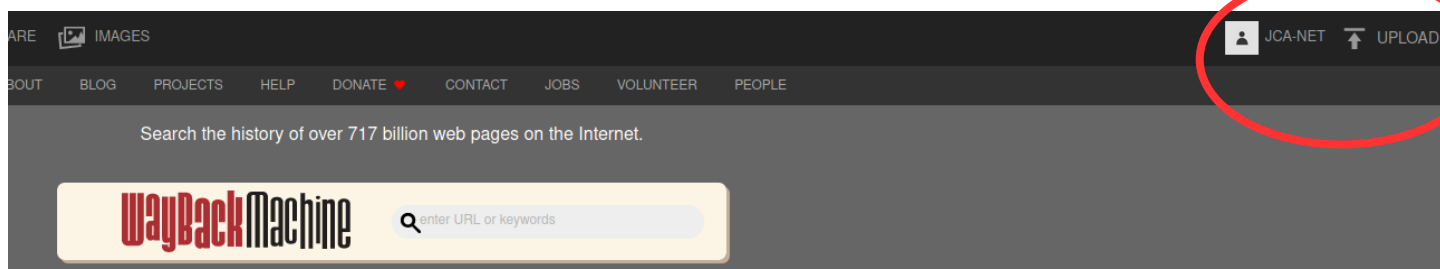 ARE IMAGES JCA-NET UPLOAD
BOUT BLOG PROJECTS HELP DONATE CONTACT JOBS VOLUNTEER PEOPLE
Search the history of over 717 billion web pages on the Internet.
WayBackMachine enter URL or keywords